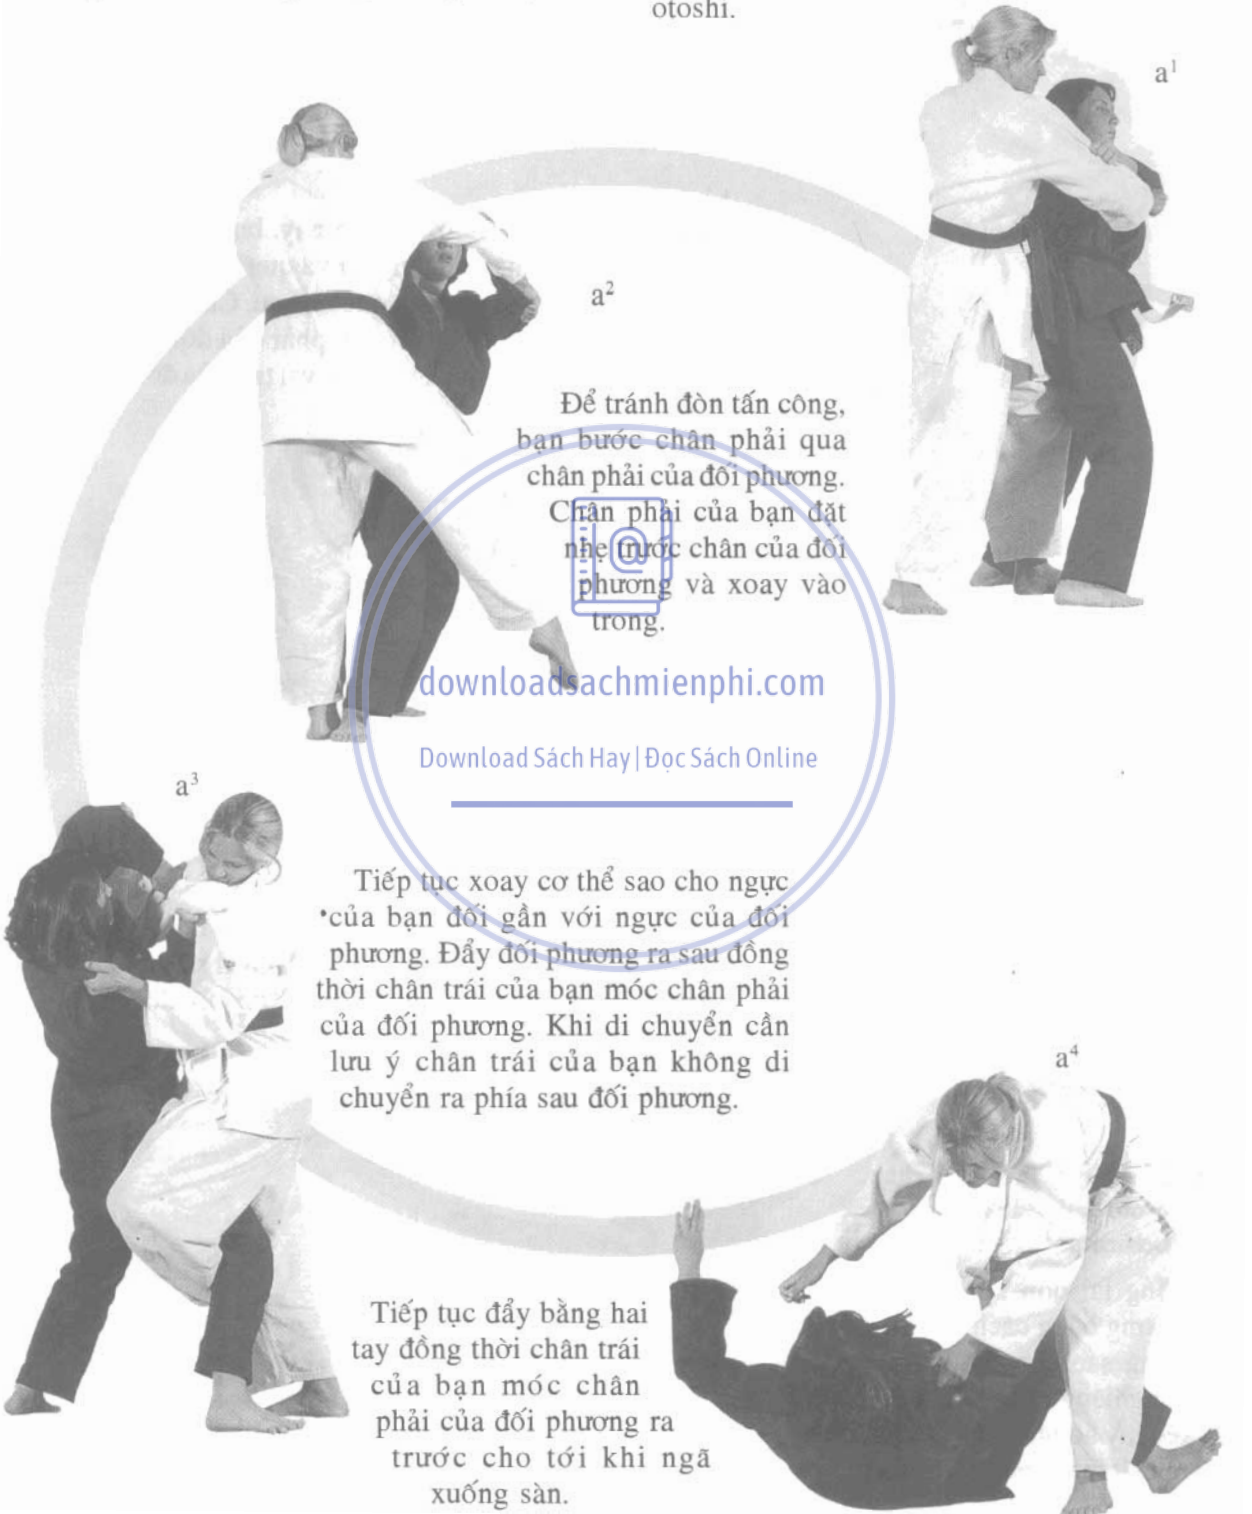 otoshi.
a¹
a²
Để tránh đòn tấn công,
bạn bước chân phải qua
chân phải của đối phương.
Chân phải của bạn đặt
nhẹ trước chân của đối
phương và xoay vào
trong.
downloadsachmienphi.com
Download Sách Hay | Đọc Sách Online
a³
Tiếp tục xoay cơ thể sao cho ngực
của bạn đối gần với ngực của đối
phương. Đẩy đối phương ra sau đồng
thời chân trái của bạn móc chân phải
của đối phương. Khi di chuyển cần
lưu ý chân trái của bạn không di
chuyển ra phía sau đối phương.
a⁴
Tiếp tục đẩy bằng hai
tay đồng thời chân trái
của bạn móc chân
phải của đối phương ra
trước cho tới khi ngã
xuống sàn.